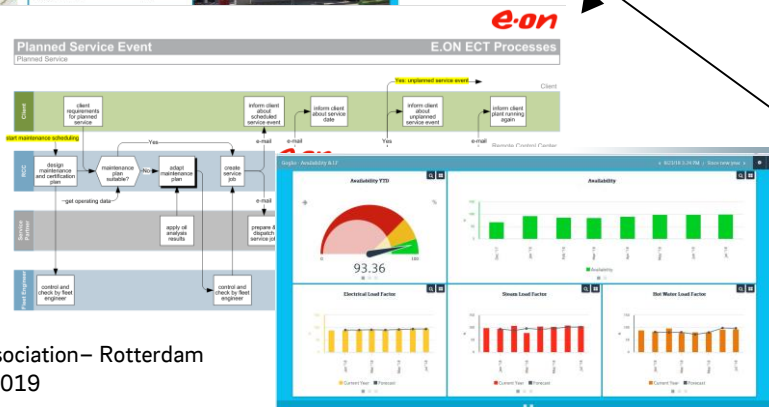 e·on
Planned Service Event
E.ON ECT Processes
Planned Service
Yes: unplanned service event
Client
Client
client
requirements
for planned
service
inform client
about
scheduled
service event
inform client
about service
date
inform client
about
unplanned
service event
inform client
plant running
again
start maintenance scheduling
Yes
e-mail
e-mail
Yes
e-mail
Remote Control Center
RCC
design
maintenance
and certification
plan
maintenance
plan
suitable?
No
adapt
maintenance
plan
create
service
job
get operating data
e-mail
Service
Partner
apply oil
analysis
results
prepare &
dispatch
service job
Fleet Engineer
control and
check by fleet
engineer
control and
check by fleet
engineer
Availability YTD
93.36
0
100
Availability
Availability
Electrical Load Factor
Current Year
Forecast
Steam Load Factor
Current Year
Forecast
Hot Water Load Factor
Current Year
Forecast
sociation– Rotterdam
019